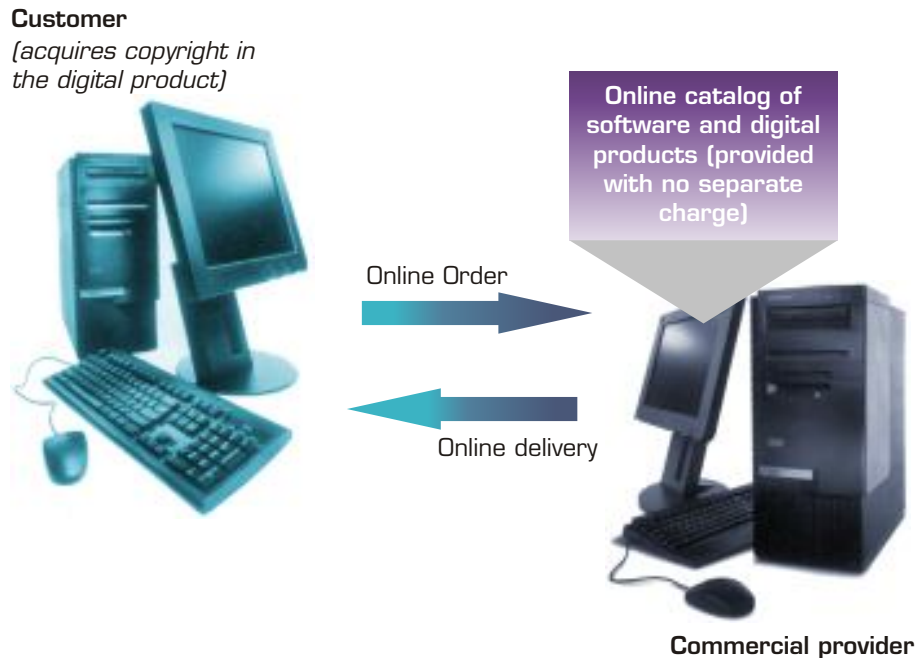 Customer
(acquires copyright in
the digital product)
Online catalog of
software and digital
products (provided
with no separate
charge)
Online Order
Online delivery
Commercial provider